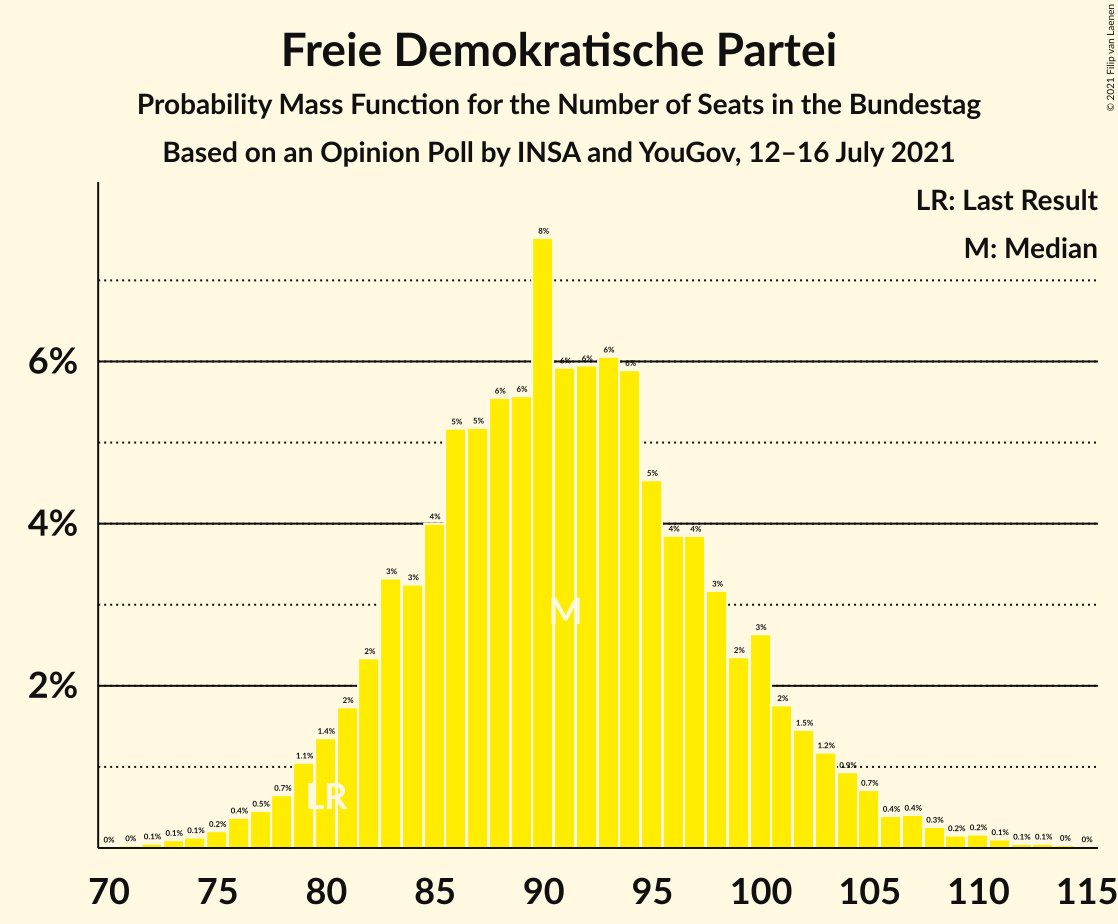 © 2021 Filip van Laenen
Freie Demokratische Partei
Probability Mass Function for the Number of Seats in the Bundestag
Based on an Opinion Poll by INSA and YouGov, 12–16 July 2021
LR: Last Result
M: Median
6%
4%
2%
0% 0% 0.1% 0.1% 0.1% 0.2% 0.4% 0.5% 0.7% 1.1% 1.4% 2% 2% 3% 3% 4% 5% 5% 6% 6% 8% 6% 6% 6% 6% 5% 4% 4% 3% 2% 3% 2% 1.5% 1.2% 0.9% 0.7% 0.4% 0.4% 0.3% 0.2% 0.2% 0.1% 0.1% 0.1% 0% 0%
M
LR
70 75 80 85 90 95 100 105 110 115